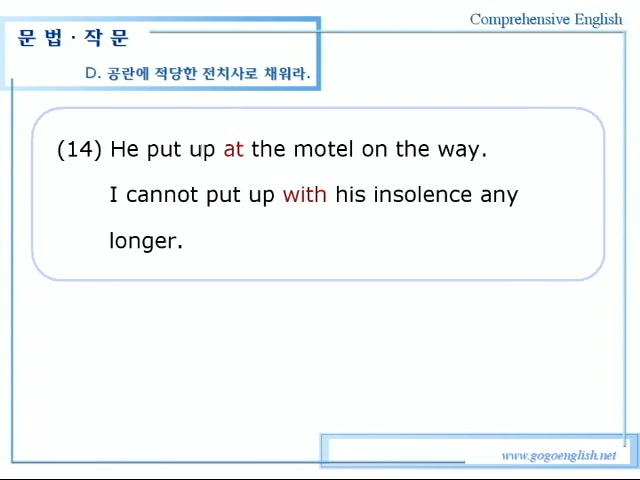 Comprehensive English
문 법 · 작 문
D. 공란에 적당한 전치사로 채워라.
(14) He put up at the motel on the way.
I cannot put up with his insolence any
longer.
www.gogoenglish.net